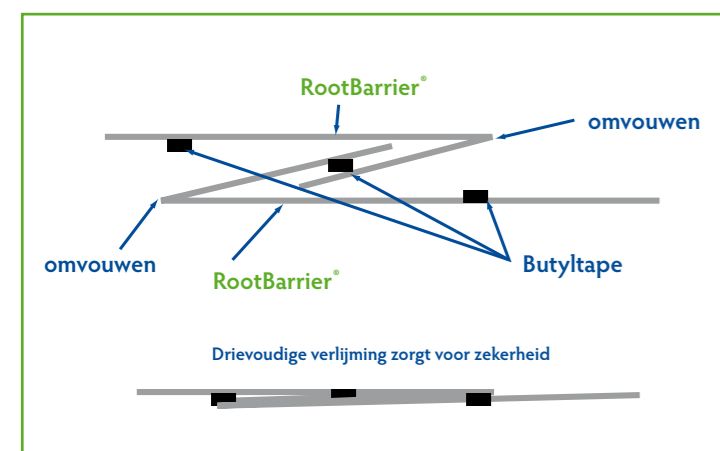 RootBarrier®
omvouwen
omvouwen
RootBarrier®
Butyltape
Drievoudige verlijming zorgt voor zekerheid